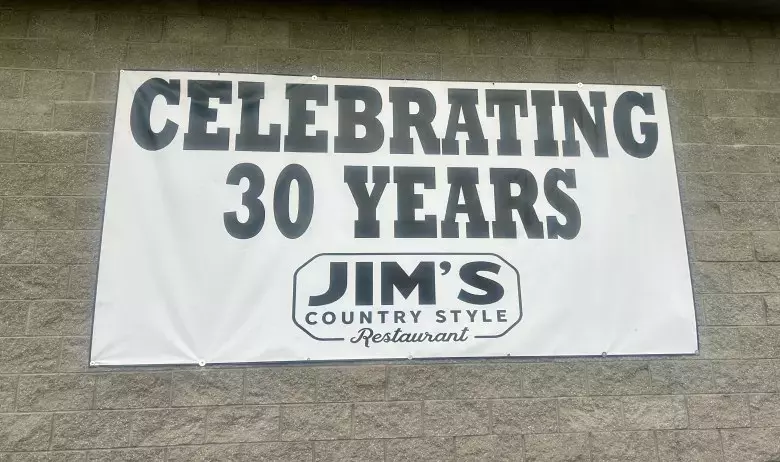 CELEBRATING
30 YEARS
JIM'S
COUNTRY STYLE
Restaurant